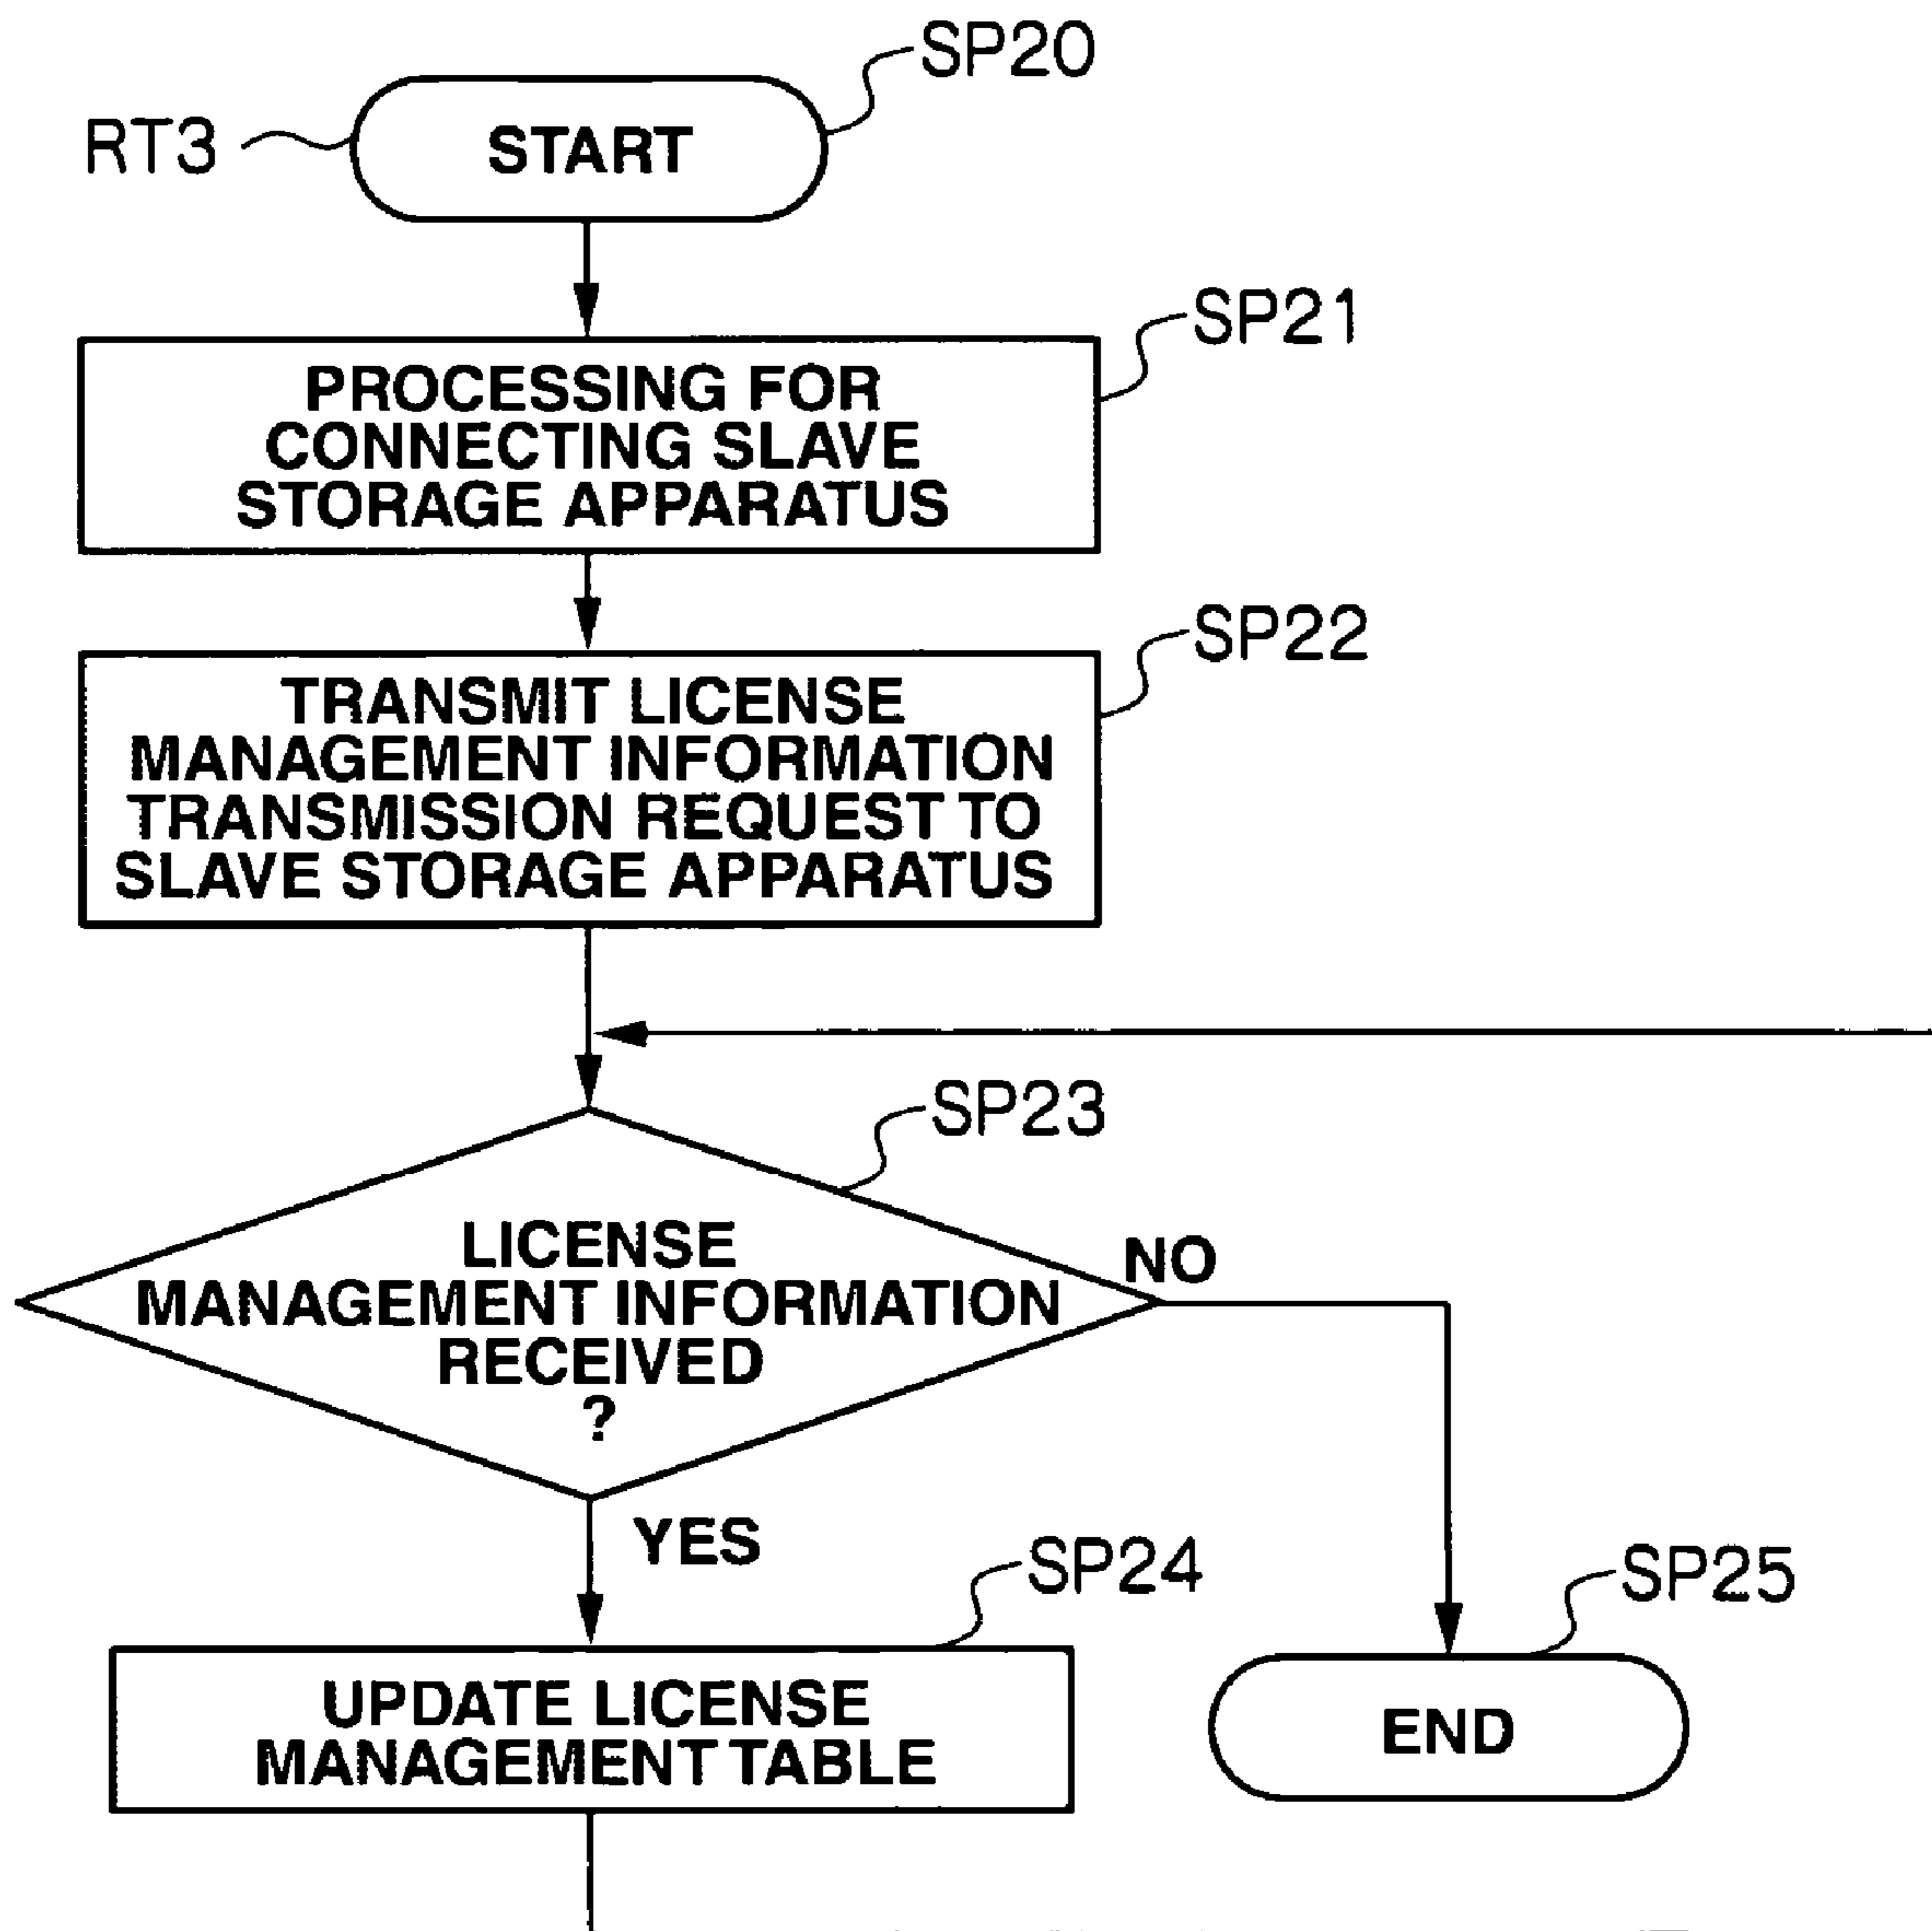 SP20
RT3
START
SP21
PROCESSING FOR
CONNECTING SLAVE
STORAGE APPARATUS
SP22
TRANSMIT LICENSE
MANAGEMENT INFORMATION
TRANSMISSION REQUEST TO
SLAVE STORAGE APPARATUS
SP23
LICENSE
MANAGEMENT INFORMATION
RECEIVED
?
NO
YES
SP24
SP25
UPDATE LICENSE
MANAGEMENT TABLE
END